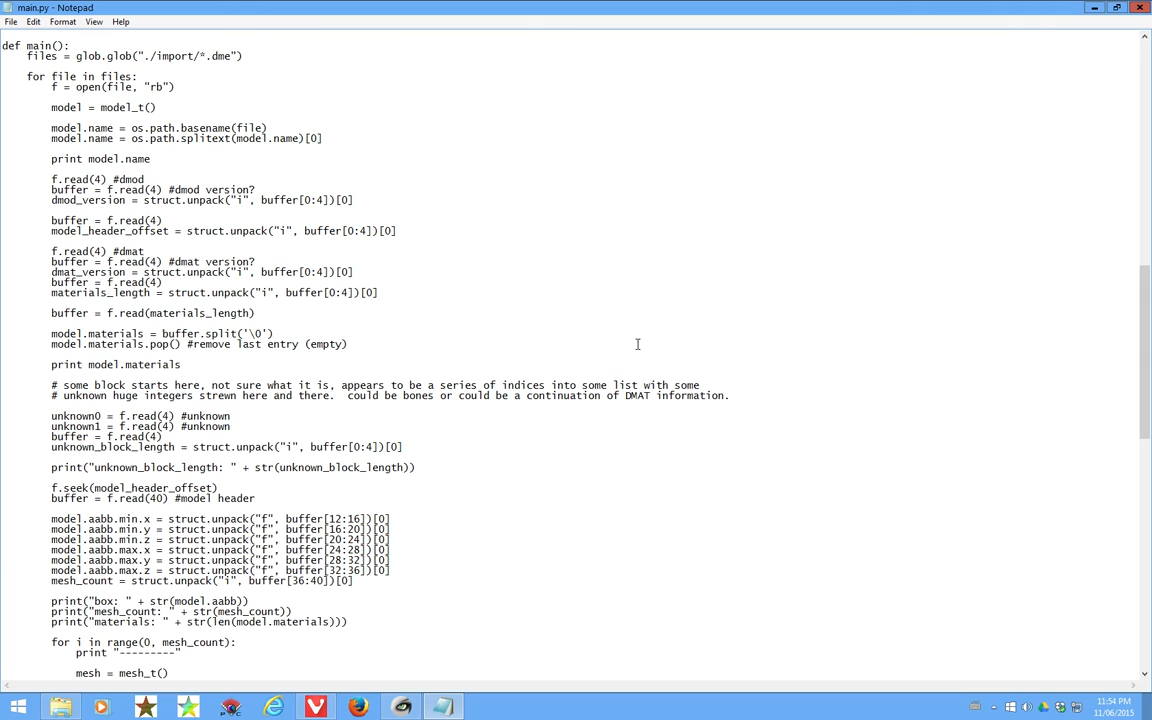 main.py - Notepad
File Edit Format View Help
def main():
    files = glob.glob("./import/*.dme")
    for file in files:
        f = open(file, "rb")
        model = model_t()
        model.name = os.path.basename(file)
        model.name = os.path.splitext(model.name)[0]
        print model.name
        f.read(4) #dmod
        buffer = f.read(4) #dmod version?
        dmod_version = struct.unpack("i", buffer[0:4])[0]
        buffer = f.read(4)
        model_header_offset = struct.unpack("i", buffer[0:4])[0]
        f.read(4) #dmat
        buffer = f.read(4) #dmat version?
        dmat_version = struct.unpack("i", buffer[0:4])[0]
        buffer = f.read(4)
        materials_length = struct.unpack("i", buffer[0:4])[0]
        buffer = f.read(materials_length)
        model.materials = buffer.split('\0')
        model.materials.pop() #remove last entry (empty)
        print model.materials
        # some block starts here, not sure what it is, appears to be a series of indices into some list with some
        # unknown huge integers strewn here and there.  could be bones or could be a continuation of DMAT information.
        unknown0 = f.read(4) #unknown
        unknown1 = f.read(4) #unknown
        buffer = f.read(4)
        unknown_block_length = struct.unpack("i", buffer[0:4])[0]
        print("unknown_block_length: " + str(unknown_block_length))
        f.seek(model_header_offset)
        buffer = f.read(40) #model header
        model.aabb.min.x = struct.unpack("f", buffer[12:16])[0]
        model.aabb.min.y = struct.unpack("f", buffer[16:20])[0]
        model.aabb.min.z = struct.unpack("f", buffer[20:24])[0]
        model.aabb.max.x = struct.unpack("f", buffer[24:28])[0]
        model.aabb.max.y = struct.unpack("f", buffer[28:32])[0]
        model.aabb.max.z = struct.unpack("f", buffer[32:36])[0]
        mesh_count = struct.unpack("i", buffer[36:40])[0]
        print("box: " + str(model.aabb))
        print("mesh_count: " + str(mesh_count))
        print("materials: " + str(len(model.materials)))
        for i in range(0, mesh_count):
            print "---------"
            mesh = mesh_t()
11:54 PM
11/06/2015